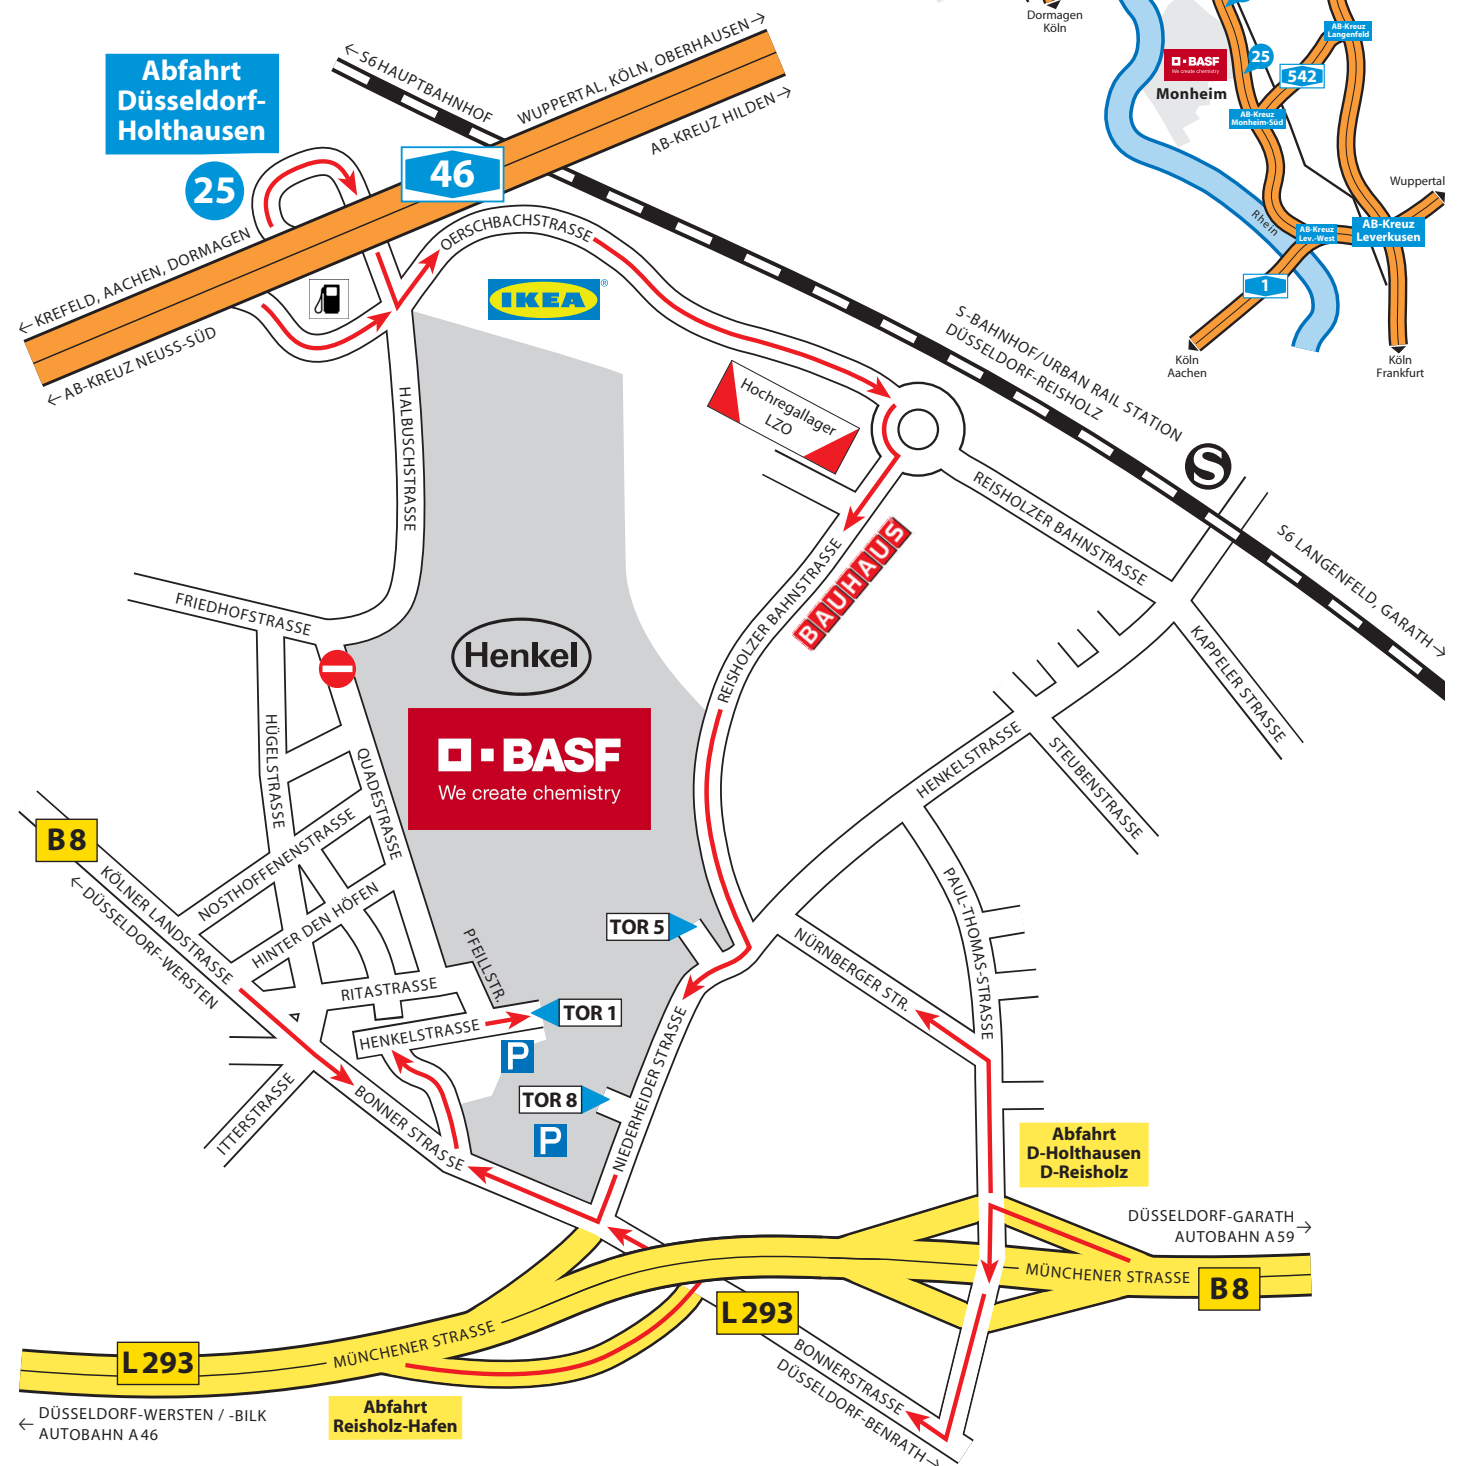 ← S6 HAUPTBAHNHOF
WUPPERTAL, KÖLN, OBERHAUSEN →
AB-KREUZ HILDEN →
Abfahrt
Düsseldorf-
Holthausen
25
46
← KREFELD, AACHEN, DORMAGEN
← AB-KREUZ NEUSS-SÜD
OERSCHBACHSTRASSE
IKEA
®
Dormagen
Köln
BASF
We create chemistry
Monheim
25
542
AB-Kreuz
Langenfeld
AB-Kreuz
Monheim-Süd
Rhein
Wuppertal
AB-Kreuz
Lev.-West
AB-Kreuz
Leverkusen
1
Köln
Aachen
Köln
Frankfurt
S-BAHNHOF/URBAN RAIL STATION
DÜSSELDORF-REISHOLZ
S
S6 LANGENFELD, GARATH →
Hochregallager
LZO
HALBUSCHSTRASSE
REISHOLZER BAHNSTRASSE
REISHOLZER BAHNSTRASSE
BAUHAUS
KAPPELER STRASSE
FRIEDHOFSTRASSE
Henkel
BASF
We create chemistry
HÜGELSTRASSE
QUADESTRASSE
HENKELSTRASSE
STEUBENSTRASSE
B 8
NOSTHOFFENENSTRASSE
KÖLNER LANDSTRASSE
← DÜSSELDORF-WERSTEN
HINTER DEN HÖFEN
PFEILLSTR.
TOR 5
PAUL-THOMAS-STRASSE
NÜRNBERGER STR.
RITASTRASSE
HENKELSTRASSE
TOR 1
P
TOR 8
P
NIEDERHEIDER STRASSE
ITTERSTRASSE
BONNER STRASSE
Abfahrt
D-Holthausen
D-Reisholz
DÜSSELDORF-GARATH →
AUTOBAHN A 59
MÜNCHENER STRASSE
B 8
L 293
L 293
MÜNCHENER STRASSE
BONNERSTRASSE
DÜSSELDORF-BENRATH →
Abfahrt
Reisholz-Hafen
← DÜSSELDORF-WERSTEN / -BILK
AUTOBAHN A 46